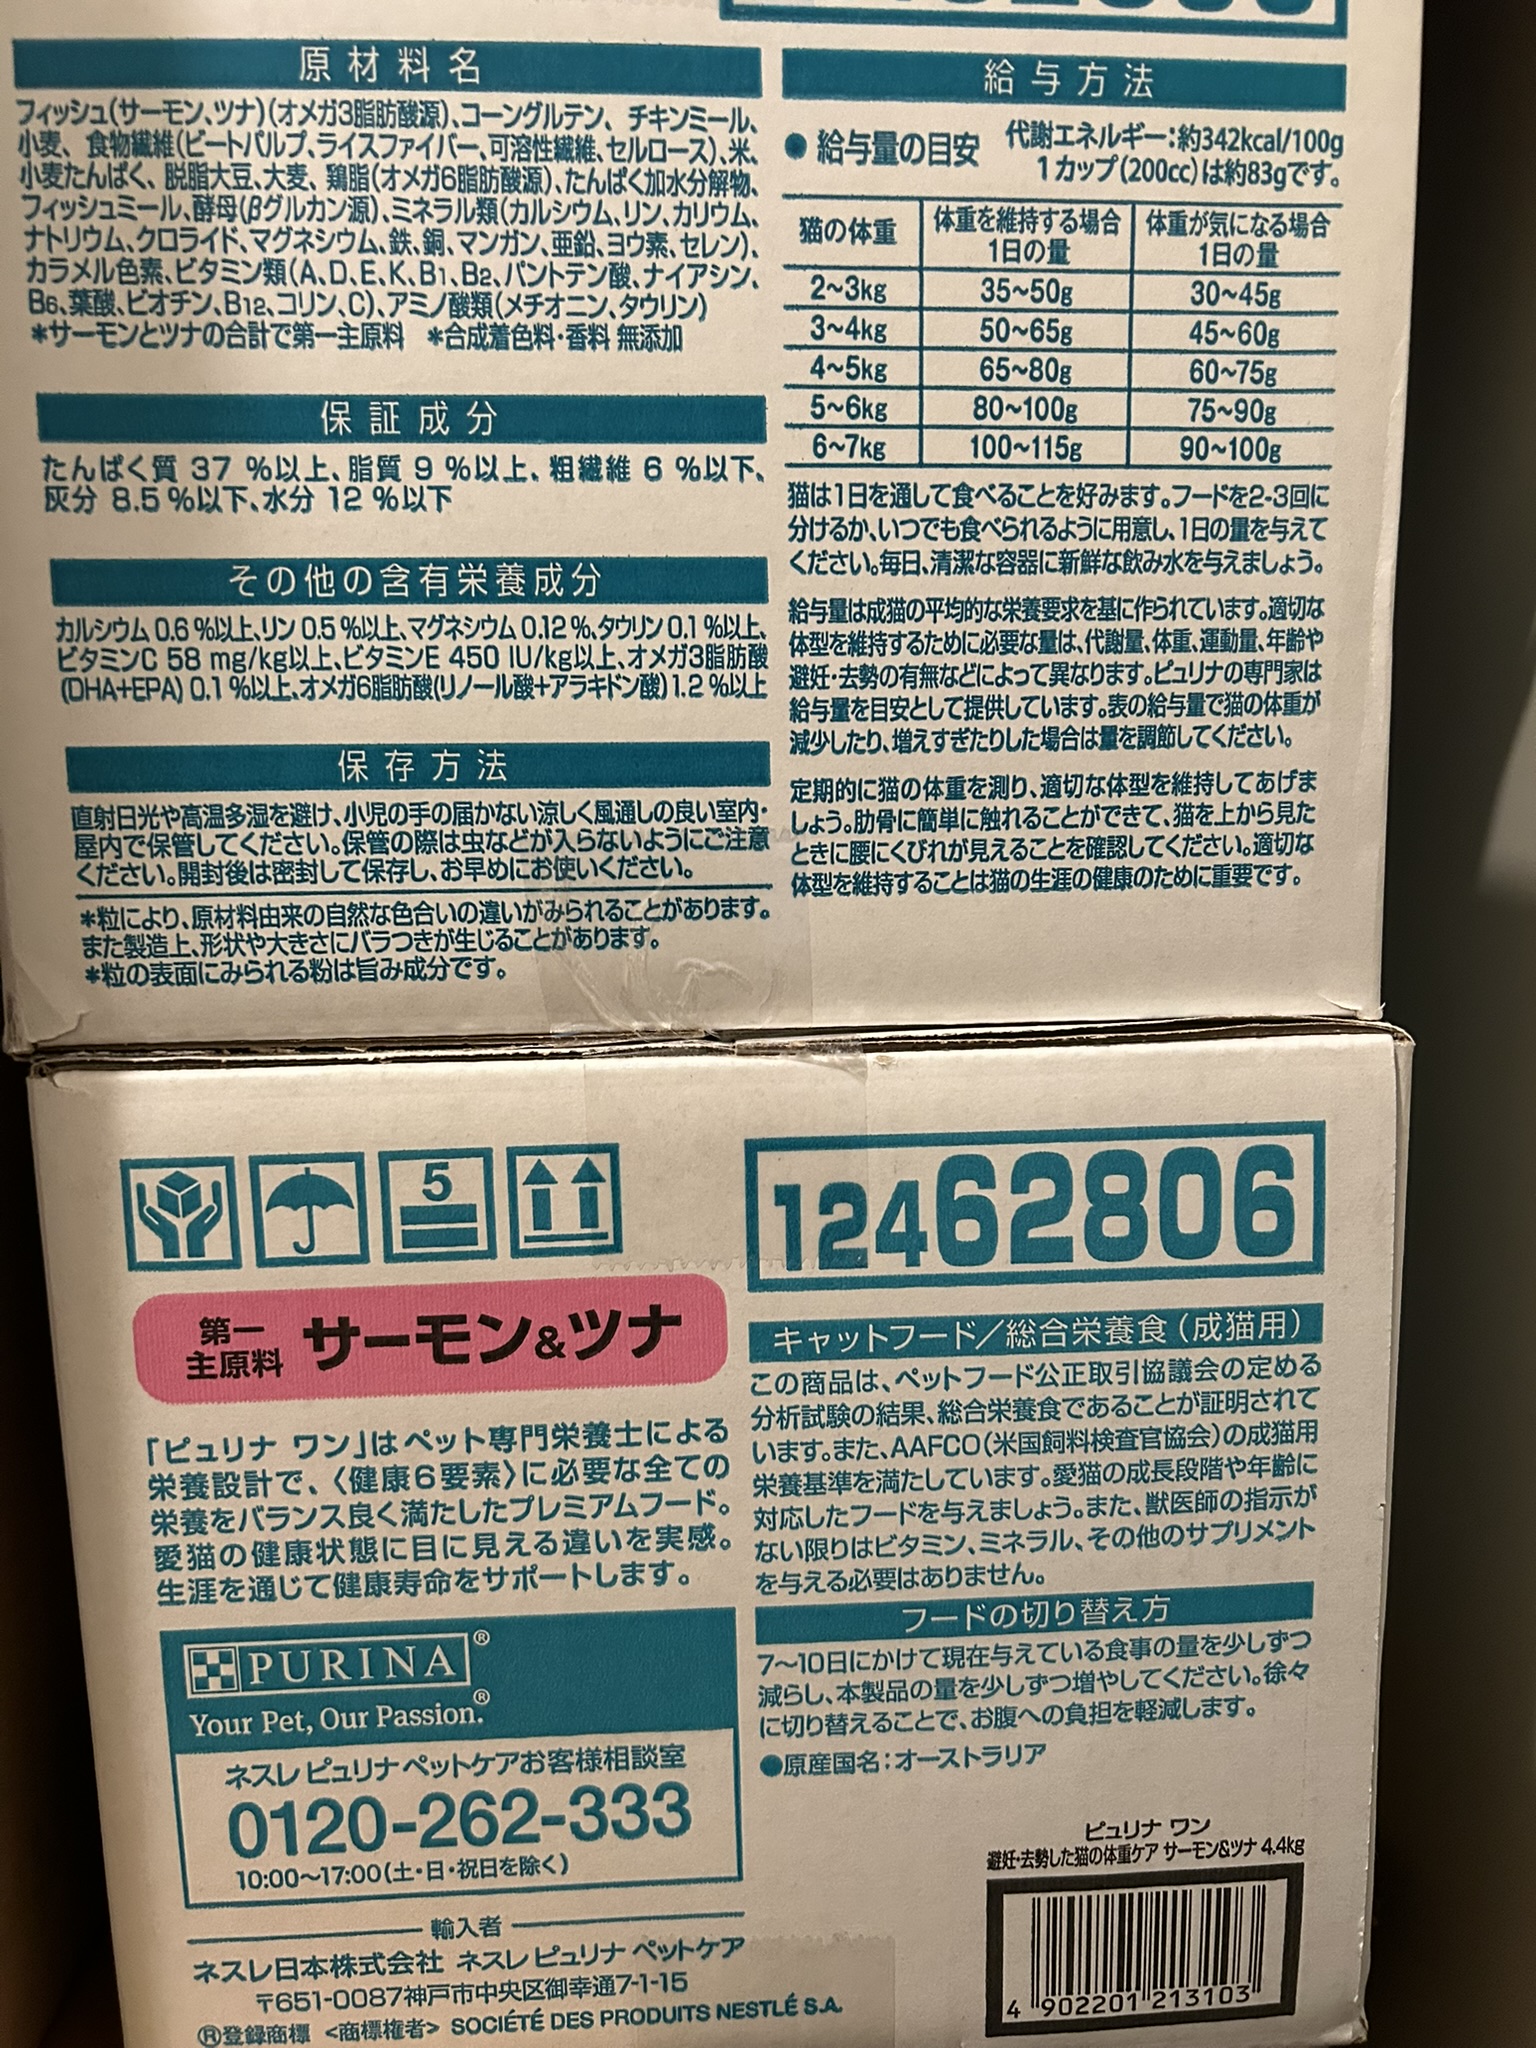 原材料名
フィッシュ(サーモン、ツナ)(オメガ3脂肪酸源)、コーングルテン、チキンミール、
小麦、食物繊維(ビートパルプ、ライスファイバー、可溶性繊維、セルロース)、米、
小麦たんぱく、脱脂大豆、大麦、鶏脂(オメガ6脂肪酸源)、たんぱく加水分解物、
フィッシュミール、酵母(βグルカン源)、ミネラル類(カルシウム、リン、カリウム、
ナトリウム、クロライド、マグネシウム、鉄、銅、マンガン、亜鉛、ヨウ素、セレン)、
カラメル色素、ビタミン類(A、D、E、K、B1、B2、パントテン酸、ナイアシン、
B6、葉酸、ビオチン、B12、コリン、C)、アミノ酸類(メチオニン、タウリン)
*サーモンとツナの合計で第一主原料 *合成着色料・香料 無添加
保証成分
たんぱく質 37 %以上、脂質 9 %以上、粗繊維 6 %以下、
灰分 8.5 %以下、水分 12 %以下
その他の含有栄養成分
カルシウム 0.6 %以上、リン 0.5 %以上、マグネシウム 0.12 %、タウリン 0.1 %以上、
ビタミンC 58 mg/kg以上、ビタミンE 450 IU/kg以上、オメガ3脂肪酸
(DHA+EPA) 0.1 %以上、オメガ6脂肪酸(リノール酸+アラキドン酸) 1.2 %以上
保存方法
直射日光や高温多湿を避け、小児の手の届かない涼しく風通しの良い室内・
屋内で保管してください。保管の際は虫などが入らないようにご注意
ください。開封後は密封して保存し、お早めにお使いください。
*粒により、原材料由来の自然な色合いの違いがみられることがあります。
また製造上、形状や大きさにバラつきが生じることがあります。
*粒の表面にみられる粉は旨み成分です。
給与方法
●給与量の目安 代謝エネルギー:約342kcal/100g
1カップ(200cc)は約83gです。
猫の体重 体重を維持する場合 1日の量 体重が気になる場合 1日の量
2~3kg 35~50g 30~45g
3~4kg 50~65g 45~60g
4~5kg 65~80g 60~75g
5~6kg 80~100g 75~90g
6~7kg 100~115g 90~100g
猫は1日を通して食べることを好みます。フードを2-3回に
分けるか、いつでも食べられるように用意し、1日の量を与えて
ください。毎日、清潔な容器に新鮮な飲み水を与えましょう。
給与量は成猫の平均的な栄養要求を基に作られています。適切な
体型を維持するために必要な量は、代謝量、体重、運動量、年齢や
避妊・去勢の有無などによって異なります。ピュリナの専門家は
給与量を目安として提供しています。表の給与量で猫の体重が
減少したり、増えすぎたりした場合は量を調節してください。
定期的に猫の体重を測り、適切な体型を維持してあげま
しょう。肋骨に簡単に触れることができて、猫を上から見た
ときに腰にくびれが見えることを確認してください。適切な
体型を維持することは猫の生涯の健康のために重要です。
5
第一
主原料
サーモン&ツナ
「ピュリナ ワン」はペット専門栄養士による
栄養設計で、〈健康6要素〉に必要な全ての
栄養をバランス良く満たしたプレミアムフード。
愛猫の健康状態に目に見える違いを実感。
生涯を通じて健康寿命をサポートします。
PURINA®
Your Pet, Our Passion.®
ネスレ ピュリナ ペットケアお客様相談室
0120-262-333
10:00~17:00(土・日・祝日を除く)
輸入者
ネスレ日本株式会社 ネスレ ピュリナ ペットケア
〒651-0087神戸市中央区御幸通7-1-15
®登録商標 <商標権者> SOCIÉTÉ DES PRODUITS NESTLÉ S.A.
12462806
キャットフード/総合栄養食(成猫用)
この商品は、ペットフード公正取引協議会の定める
分析試験の結果、総合栄養食であることが証明されて
います。また、AAFCO(米国飼料検査官協会)の成猫用
栄養基準を満たしています。愛猫の成長段階や年齢に
対応したフードを与えましょう。また、獣医師の指示が
ない限りはビタミン、ミネラル、その他のサプリメント
を与える必要はありません。
フードの切り替え方
7~10日にかけて現在与えている食事の量を少しずつ
減らし、本製品の量を少しずつ増やしてください。徐々
に切り替えることで、お腹への負担を軽減します。
●原産国名:オーストラリア
ピュリナ ワン
避妊・去勢した猫の体重ケア サーモン&ツナ 4.4kg
4 902201 213103